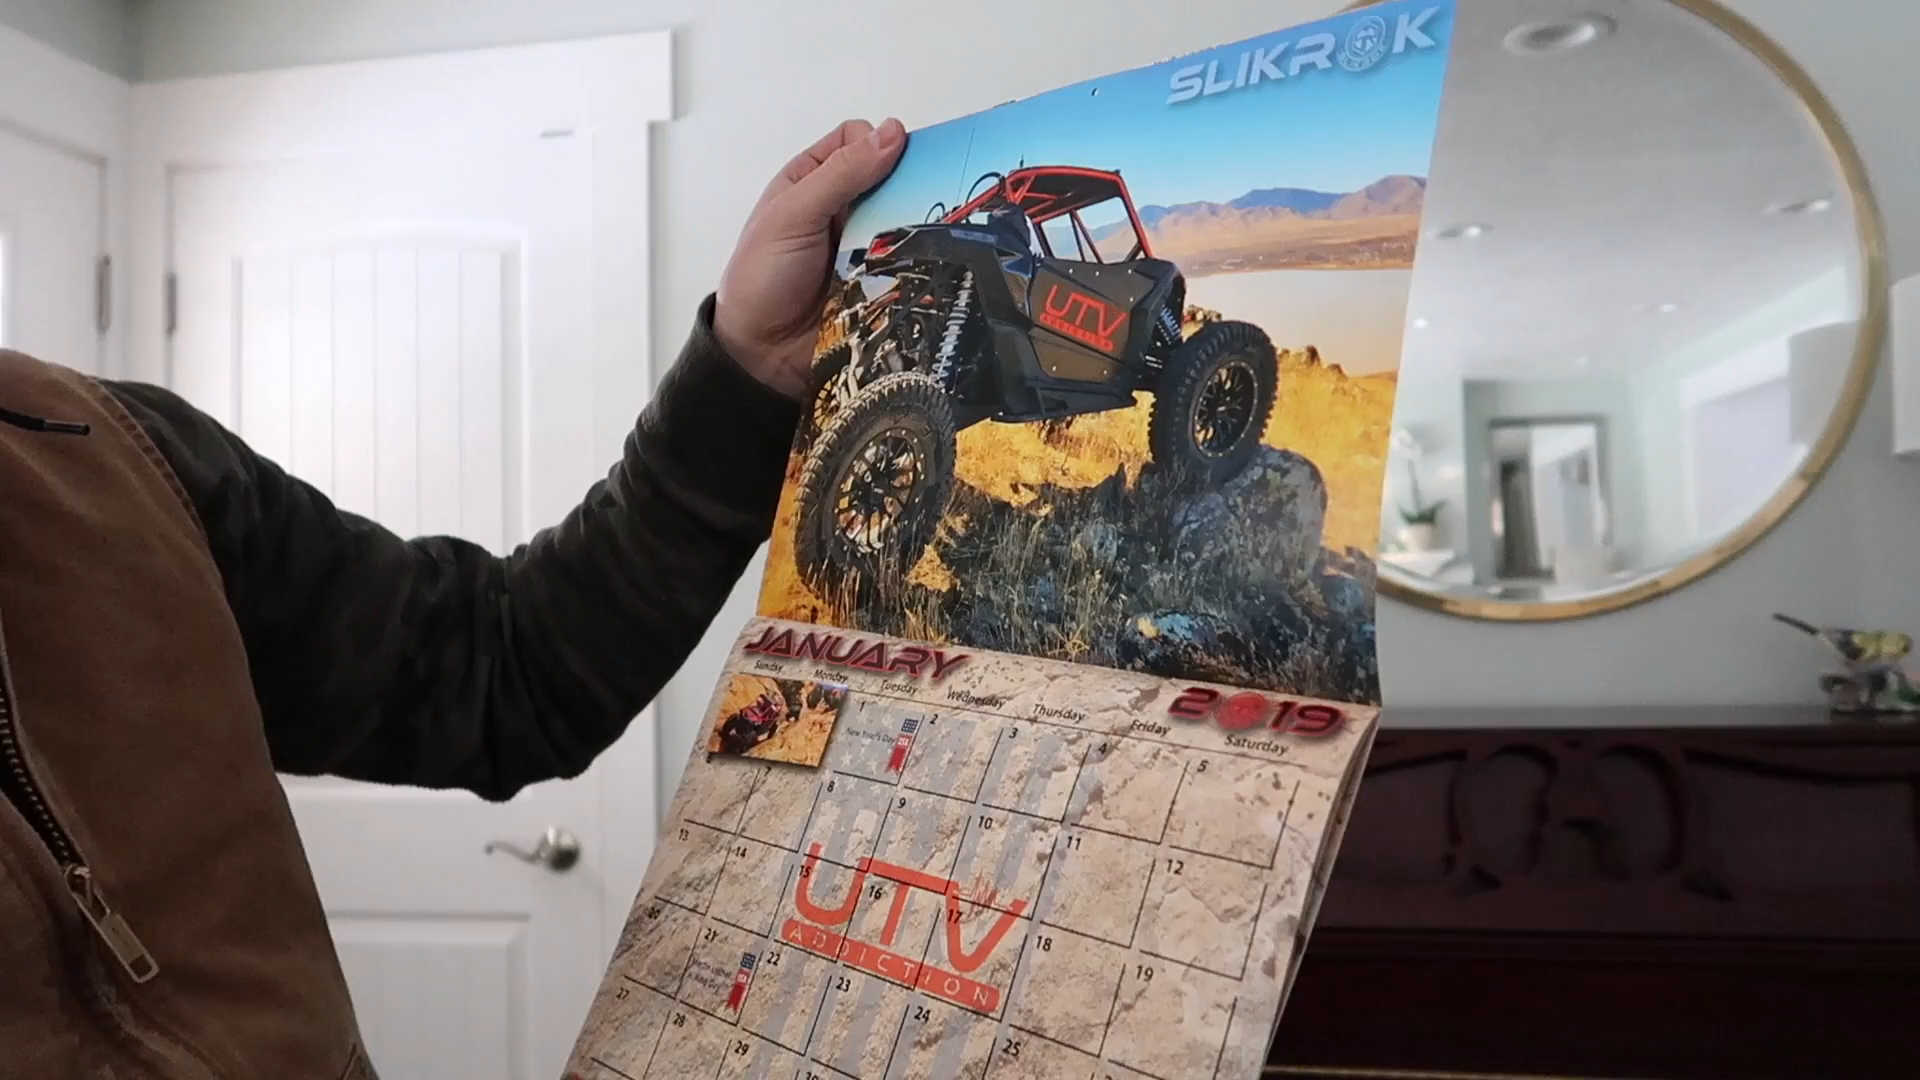 SLIKROK
UTV
JANUARY
2019
Sunday Monday Tuesday Wednesday Thursday Friday Saturday
1 2 3 4 5
New Year's Day
6 7 8 9 10 11 12
13 14 15 16 17 18 19
UTV
ADDICTION
20 21 22 23 24 25
27 28 29